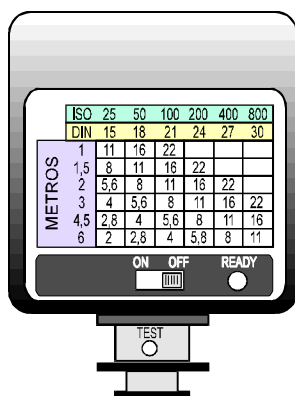 ISO 25 50 100 200 400 800
DIN 15 18 21 24 27 30
METROS
1 11 16 22
1,5 8 11 16 22
2 5,6 8 11 16 22
3 4 5,6 8 11 16 22
4,5 2,8 4 5,6 8 11 16
6 2 2,8 4 5,8 8 11
ON OFF READY
TEST